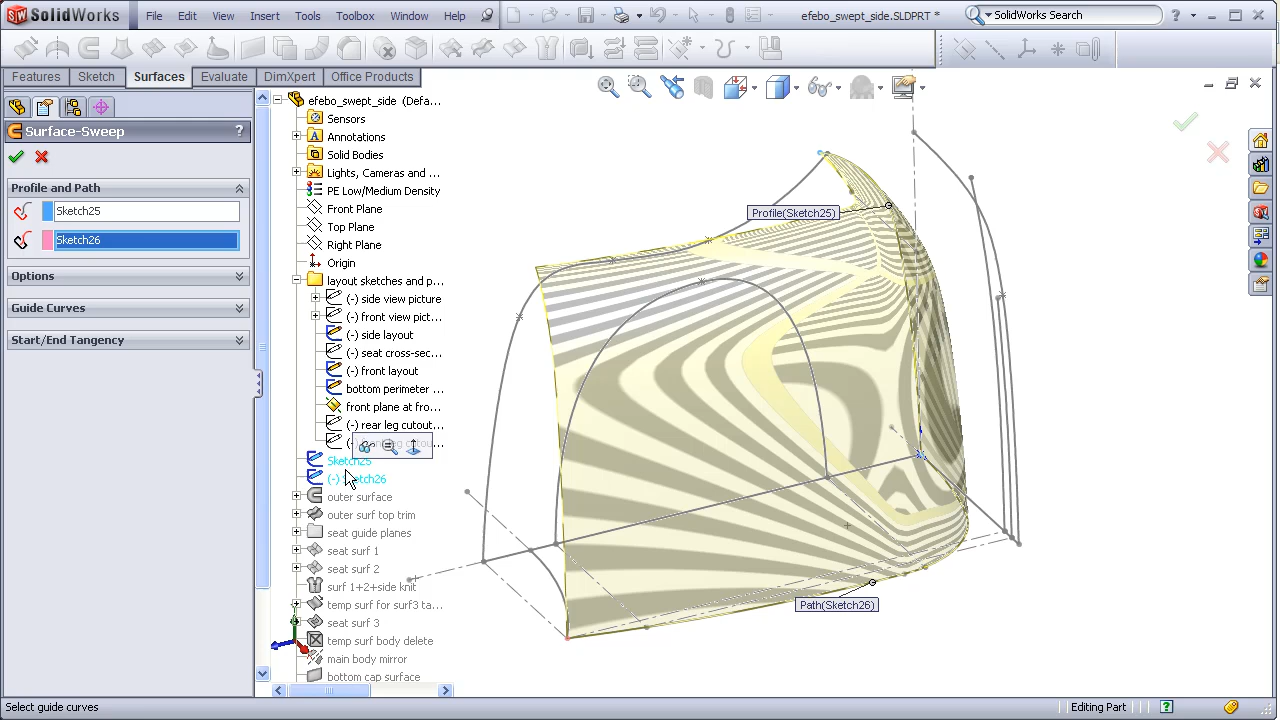 SolidWorks
File Edit View Insert Tools Toolbox Window Help
efebo_swept_side.SLDPRT *
SolidWorks Search
Features Sketch Surfaces Evaluate DimXpert Office Products
Surface-Sweep
?
Profile and Path
Sketch25
Sketch26
Options
Guide Curves
Start/End Tangency
efebo_swept_side (Defa...
Sensors
Annotations
Solid Bodies
Lights, Cameras and ...
PE Low/Medium Density
Front Plane
Top Plane
Right Plane
Origin
layout sketches and p...
(-) side view picture
(-) front view pict...
(-) side layout
(-) seat cross-sec...
(-) front layout
bottom perimeter ...
front plane at fro...
(-) rear leg cutout...
Sketch25
(-) Sketch26
outer surface
outer surf top trim
seat guide planes
seat surf 1
seat surf 2
surf 1+2+side knit
temp surf for surf3 ta...
seat surf 3
temp surf body delete
main body mirror
bottom cap surface
Profile(Sketch25)
Path(Sketch26)
Select guide curves
Editing Part